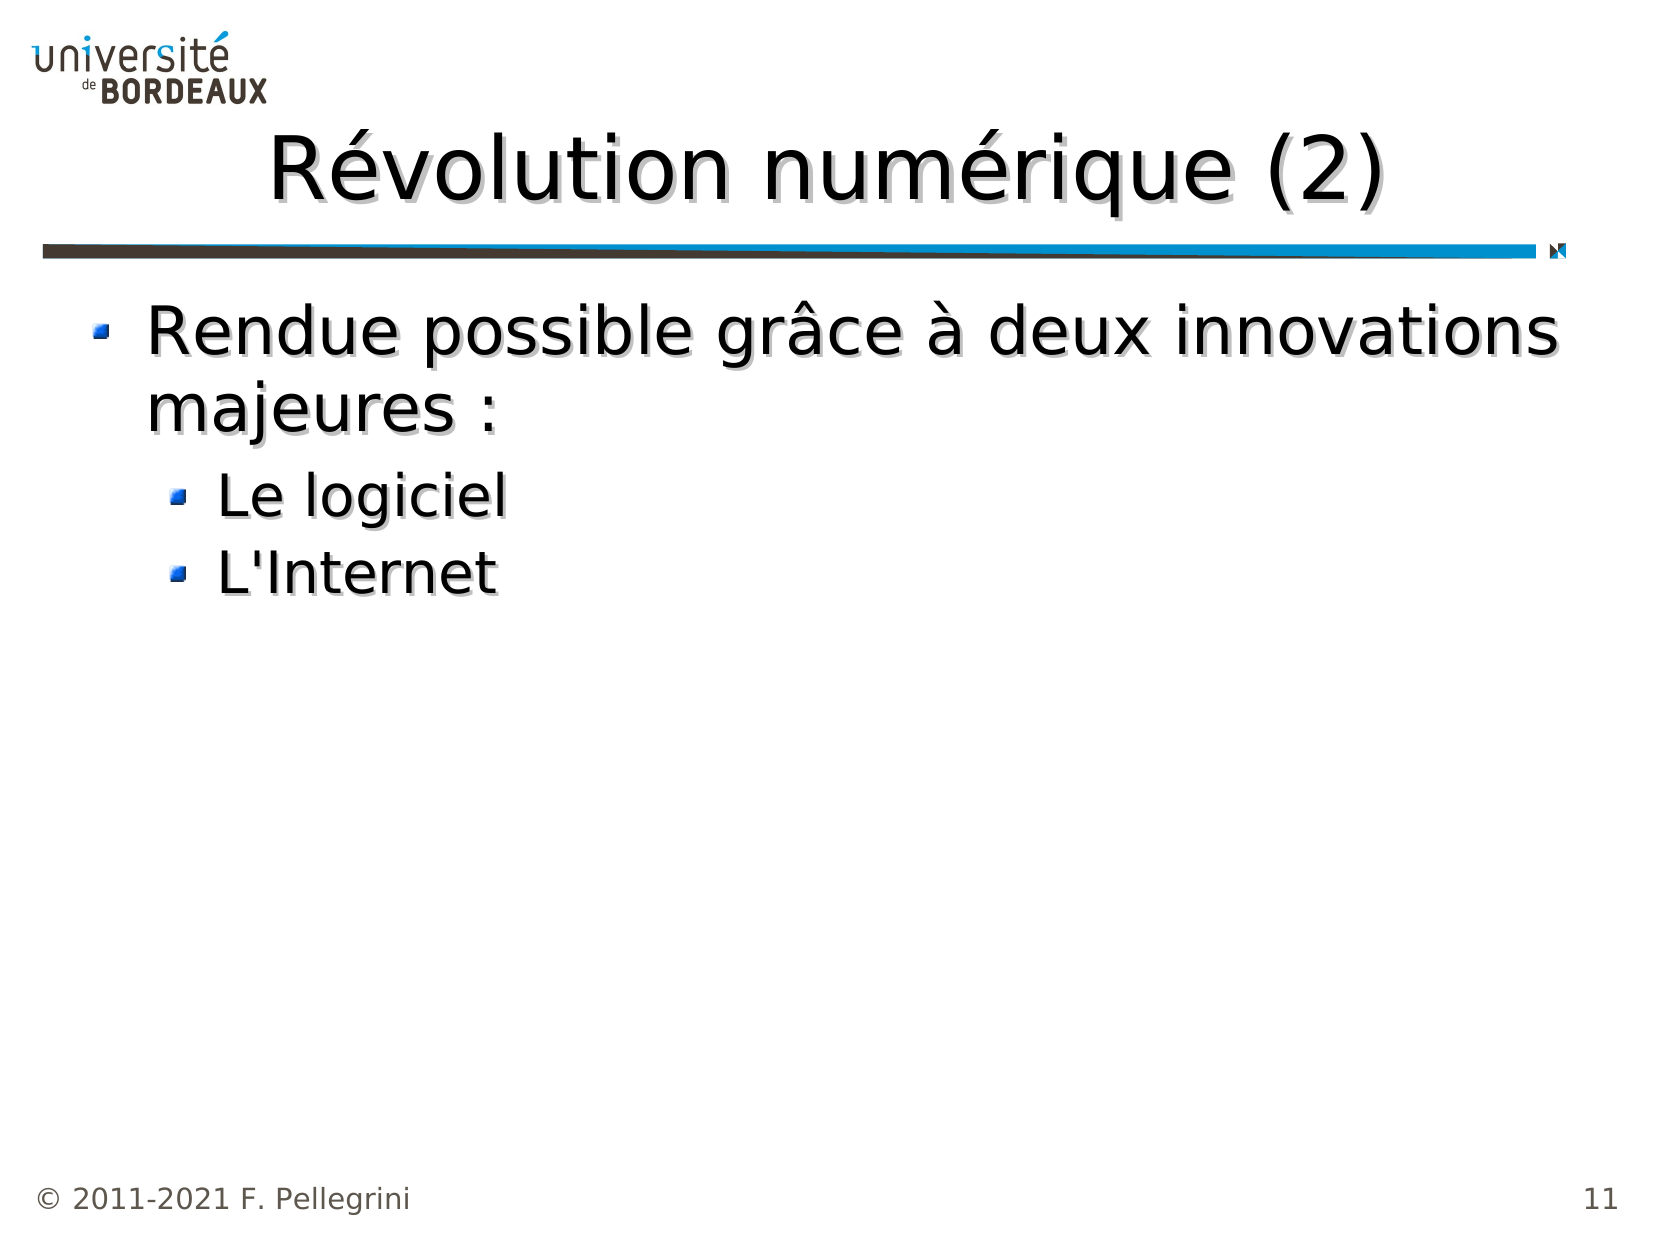 université
de BORDEAUX
Révolution numérique (2)
Rendue possible grâce à deux innovations
majeures :
Le logiciel
L'Internet
© 2011-2021 F. Pellegrini
11